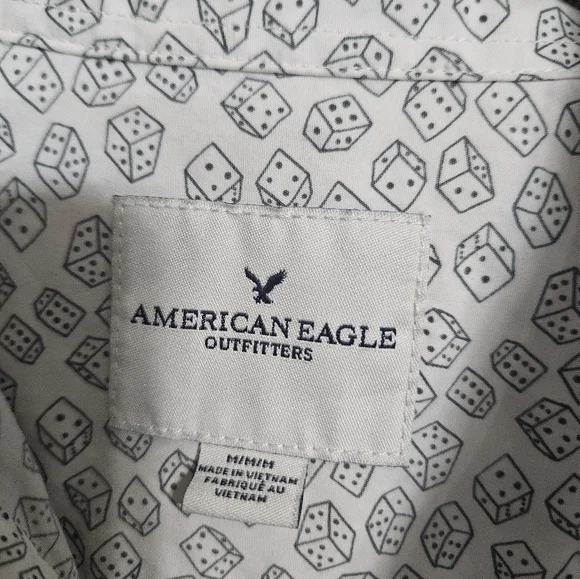 AMERICAN EAGLE
OUTFITTERS
M/M/M
MADE IN VIETNAM
FABRIQUÉ AU
VIETNAM